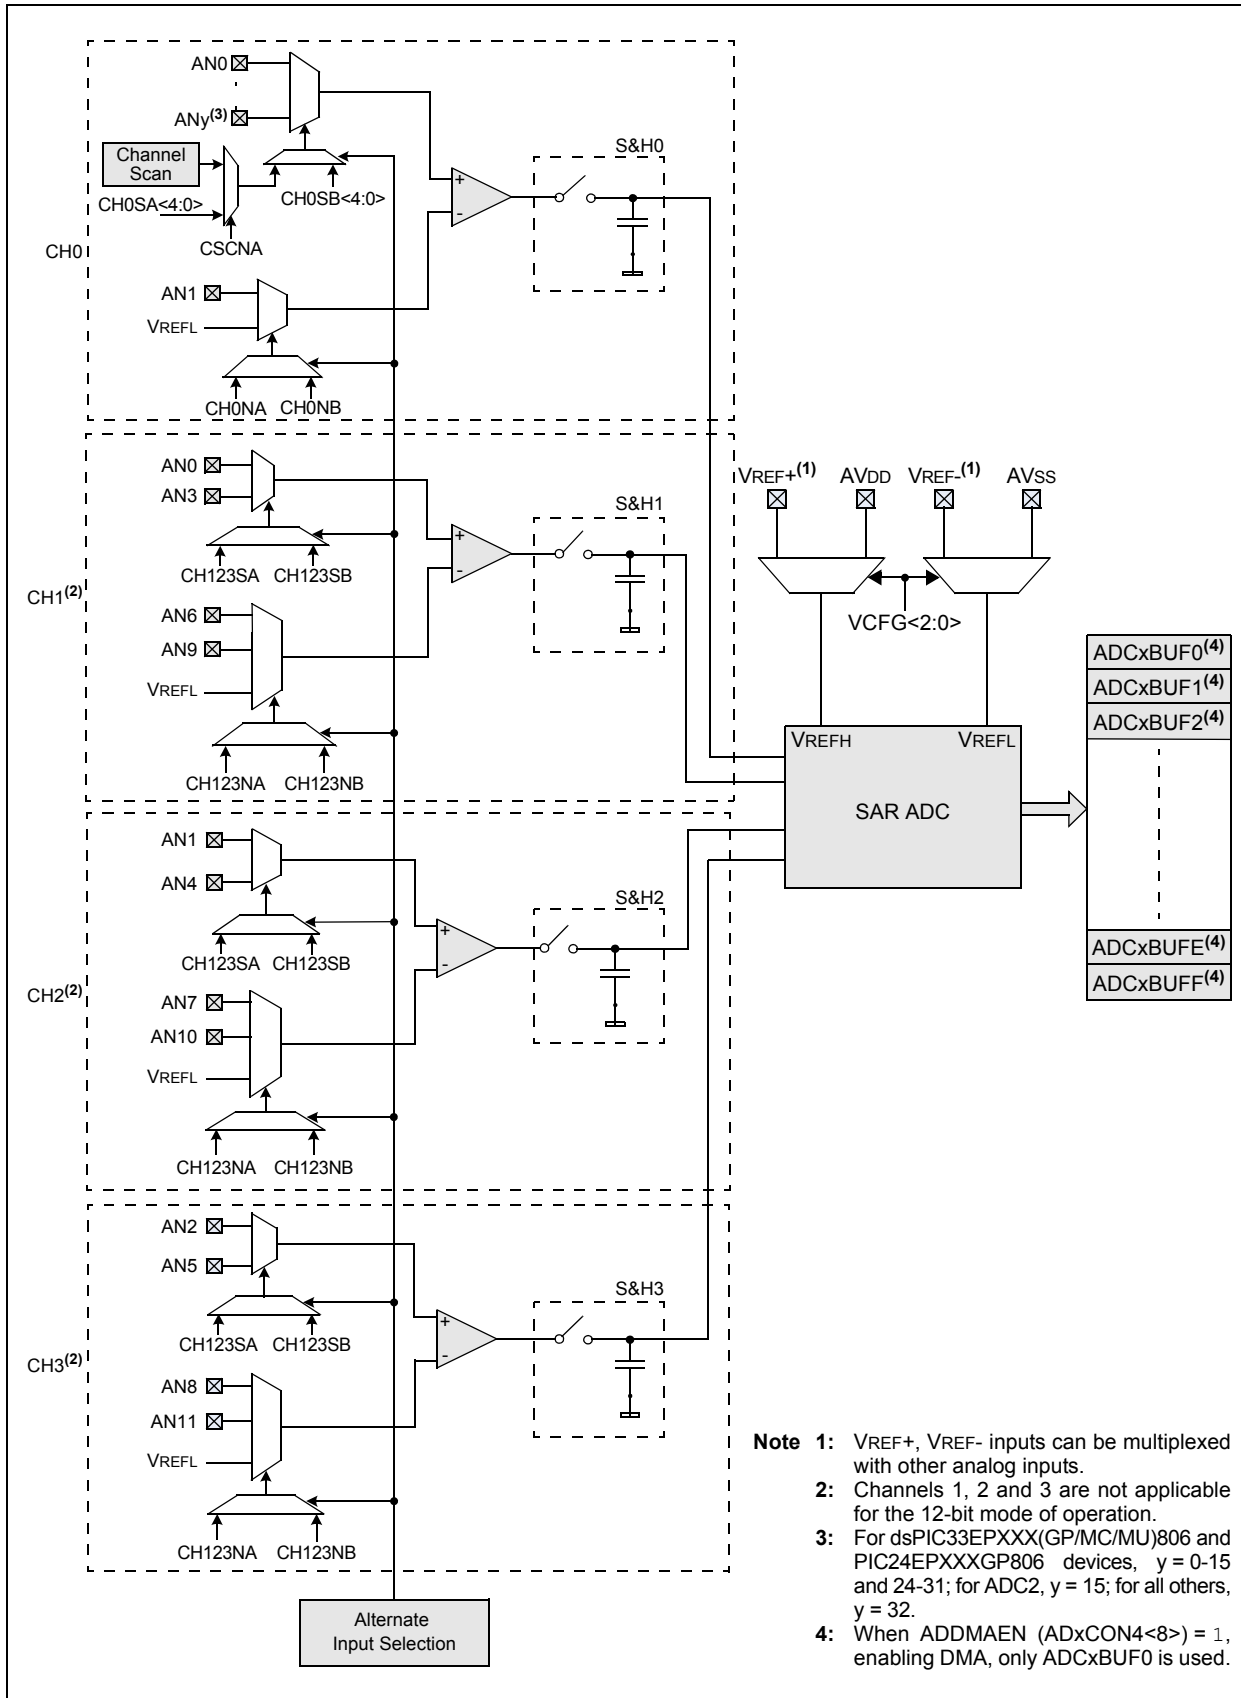 AN0
ANy(3)
Channel
Scan
CH0SA<4:0>
CH0SB<4:0>
CSCNA
CH0
AN1
VREFL
CH0NA
CH0NB
+
-
S&H0
AN0
AN3
CH123SA
CH123SB
CH1(2)
AN6
AN9
VREFL
CH123NA
CH123NB
+
-
S&H1
VREF+(1)
AVDD
VREF-(1)
AVSS
VCFG<2:0>
VREFH
VREFL
SAR ADC
ADCxBUF0(4)
ADCxBUF1(4)
ADCxBUF2(4)
ADCxBUFE(4)
ADCxBUFF(4)
AN1
AN4
CH123SA
CH123SB
CH2(2)
AN7
AN10
VREFL
CH123NA
CH123NB
+
-
S&H2
AN2
AN5
CH123SA
CH123SB
CH3(2)
AN8
AN11
VREFL
CH123NA
CH123NB
+
-
S&H3
Alternate
Input Selection
Note 1: VREF+, VREF- inputs can be multiplexed
with other analog inputs.
2: Channels 1, 2 and 3 are not applicable
for the 12-bit mode of operation.
3: For dsPIC33EPXXX(GP/MC/MU)806 and
PIC24EPXXXGP806 devices, y = 0-15
and 24-31; for ADC2, y = 15; for all others,
y = 32.
4: When ADDMAEN (ADxCON4<8>) = 1,
enabling DMA, only ADCxBUF0 is used.